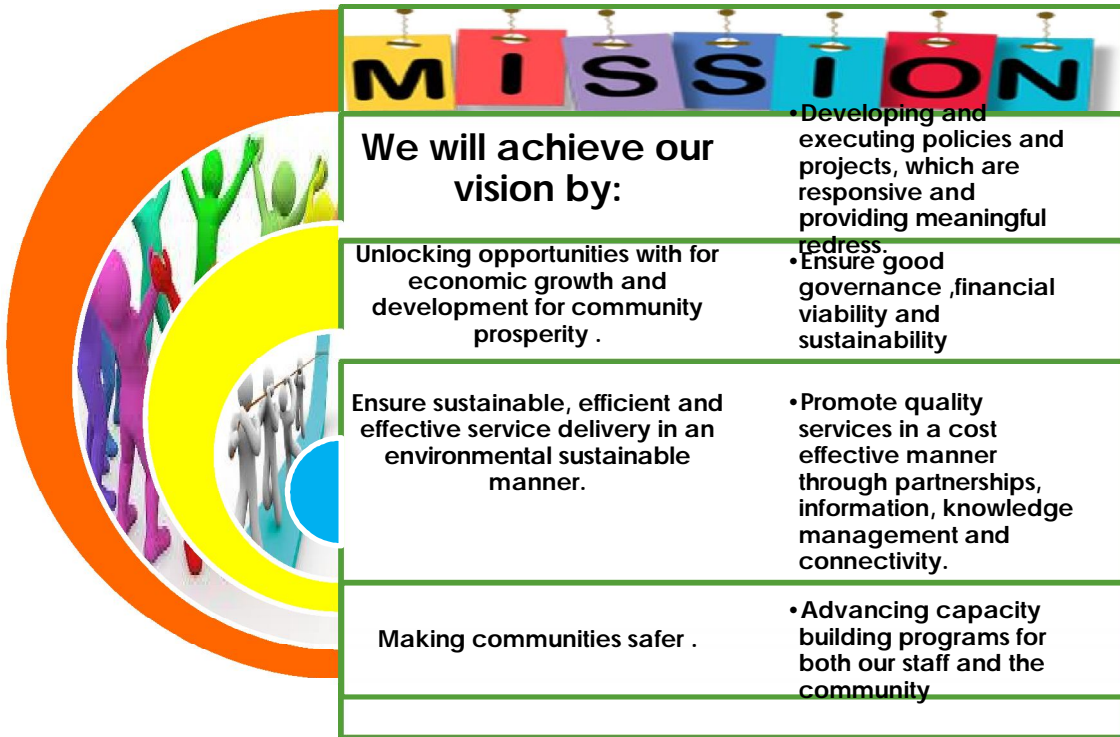 MISSION
We will achieve our
vision by:
•Developing and
executing policies and
projects, which are
responsive and
providing meaningful
redress.
Unlocking opportunities with for
economic growth and
development for community
prosperity .
•Ensure good
governance ,financial
viability and
sustainability
Ensure sustainable, efficient and
effective service delivery in an
environmental sustainable
manner.
•Promote quality
services in a cost
effective manner
through partnerships,
information, knowledge
management and
connectivity.
Making communities safer .
•Advancing capacity
building programs for
both our staff and the
community